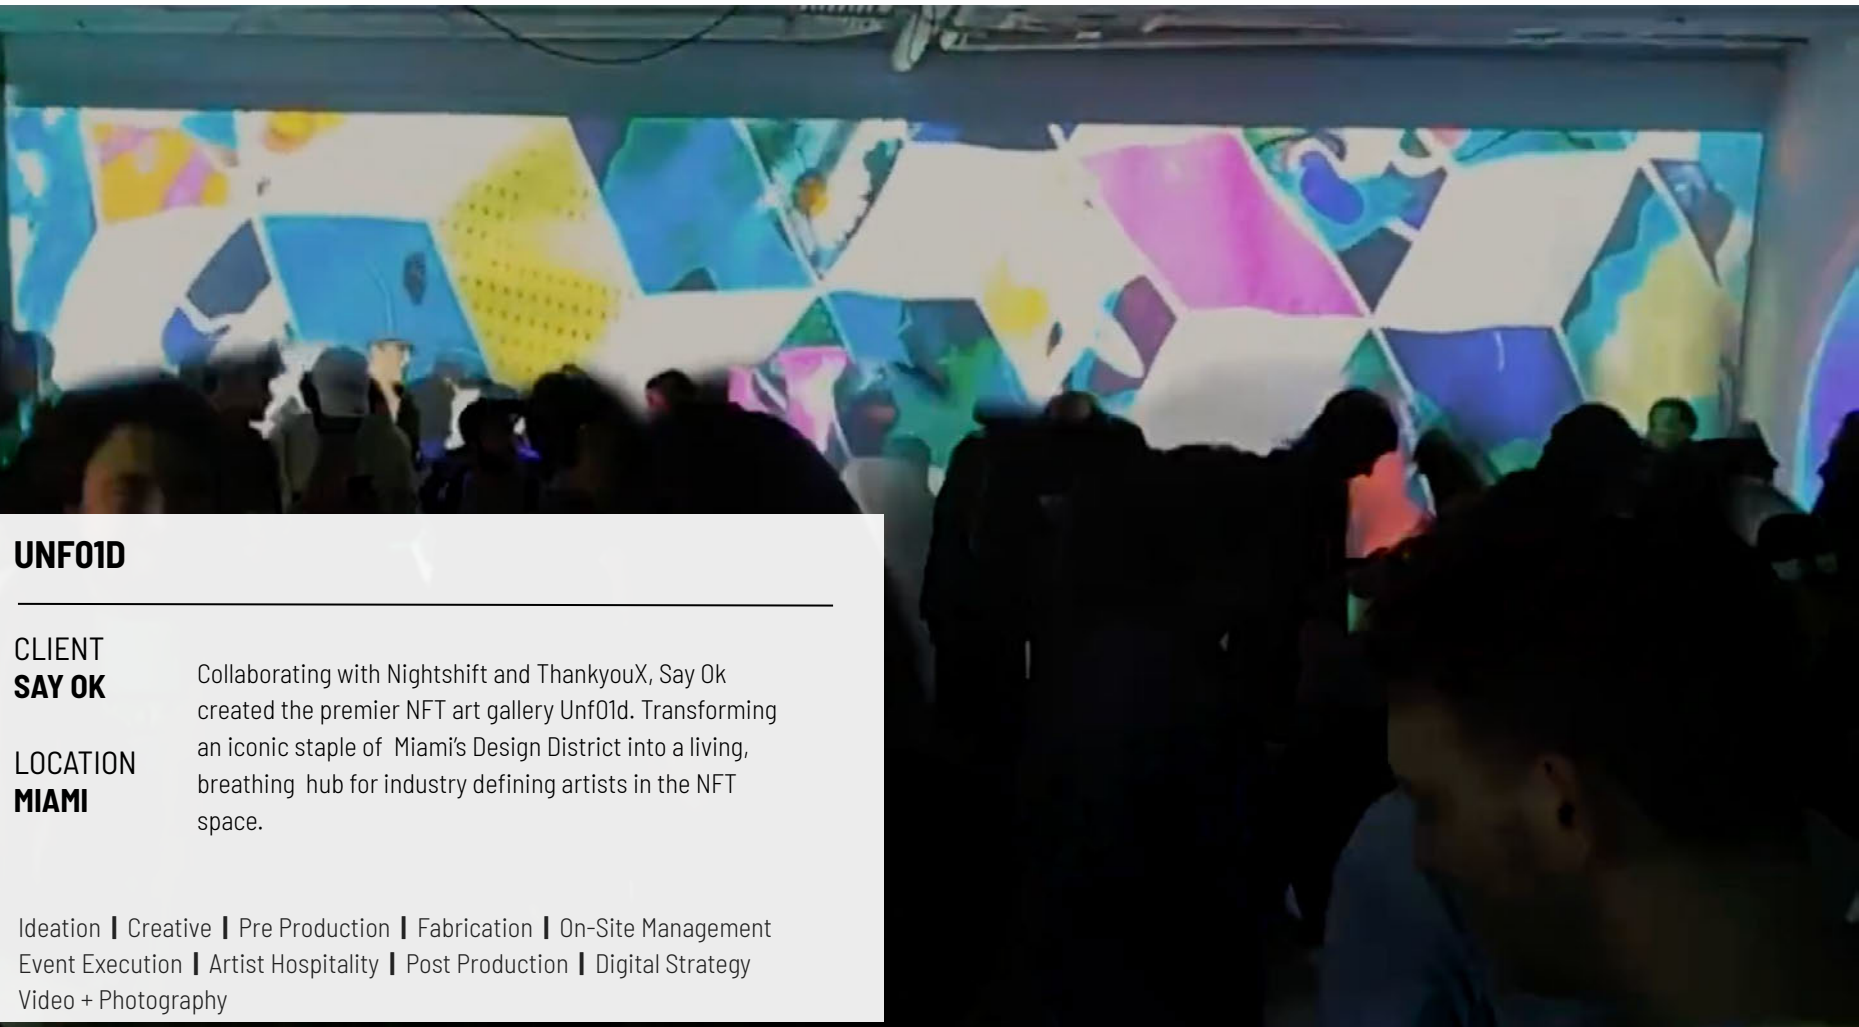 UNF01D
CLIENT
SAY OK
LOCATION
MIAMI
Collaborating with Nightshift and ThankyouX, Say Ok
created the premier NFT art gallery Unf01d. Transforming
an iconic staple of  Miami's Design District into a living,
breathing  hub for industry defining artists in the NFT
space.
Ideation | Creative | Pre Production | Fabrication | On-Site Management
Event Execution | Artist Hospitality | Post Production | Digital Strategy
Video + Photography